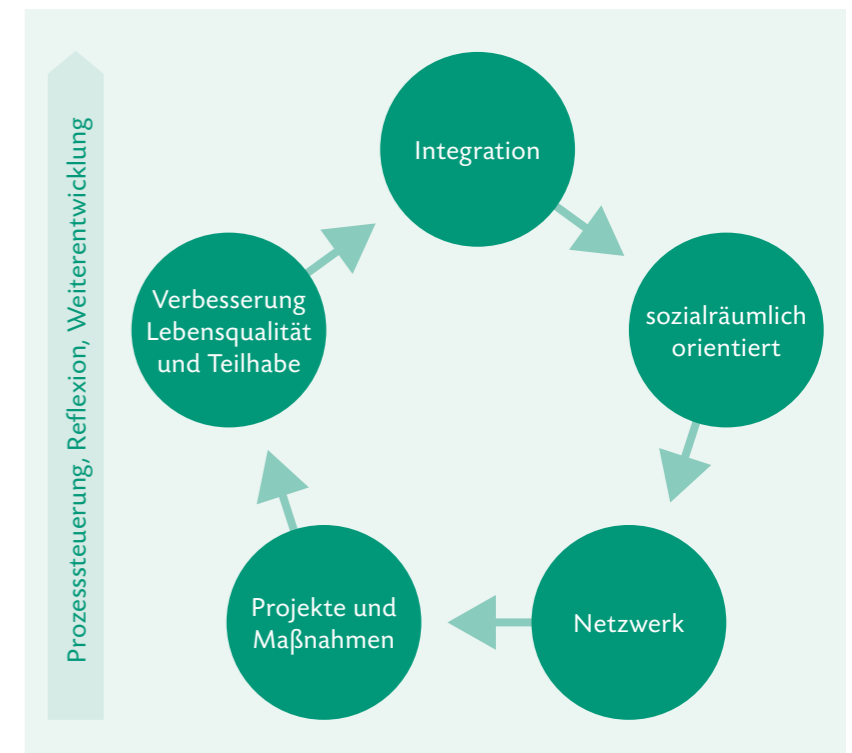 Prozesssteuerung, Reflexion, Weiterentwicklung
Integration
sozialräumlich
orientiert
Netzwerk
Projekte und
Maßnahmen
Verbesserung
Lebensqualität
und Teilhabe